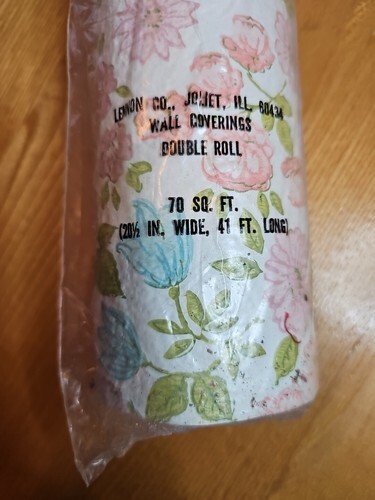 LENNON CO., JOLIET, ILL. 60434
WALL COVERINGS
DOUBLE ROLL
70 SQ. FT.
(20½ IN. WIDE, 41 FT. LONG)